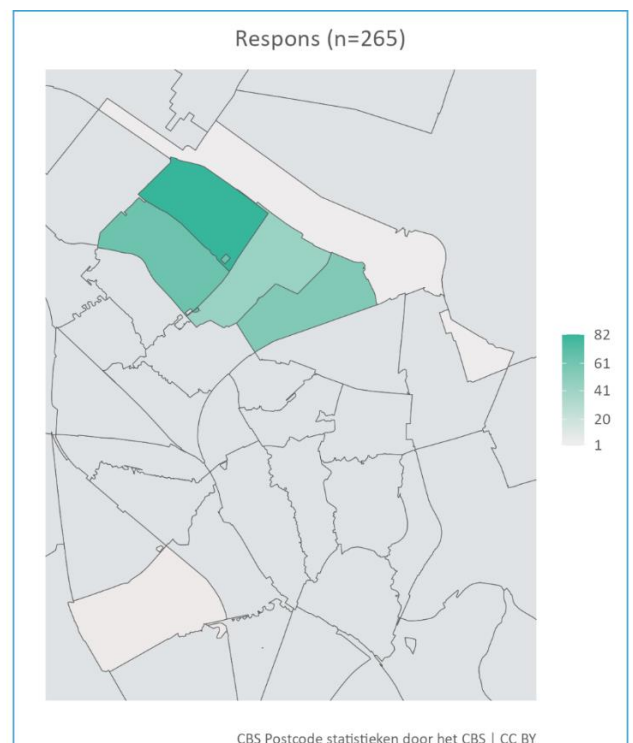 Respons (n=265)
82
61
41
20
1
CBS Postcode statistieken door het CBS | CC BY